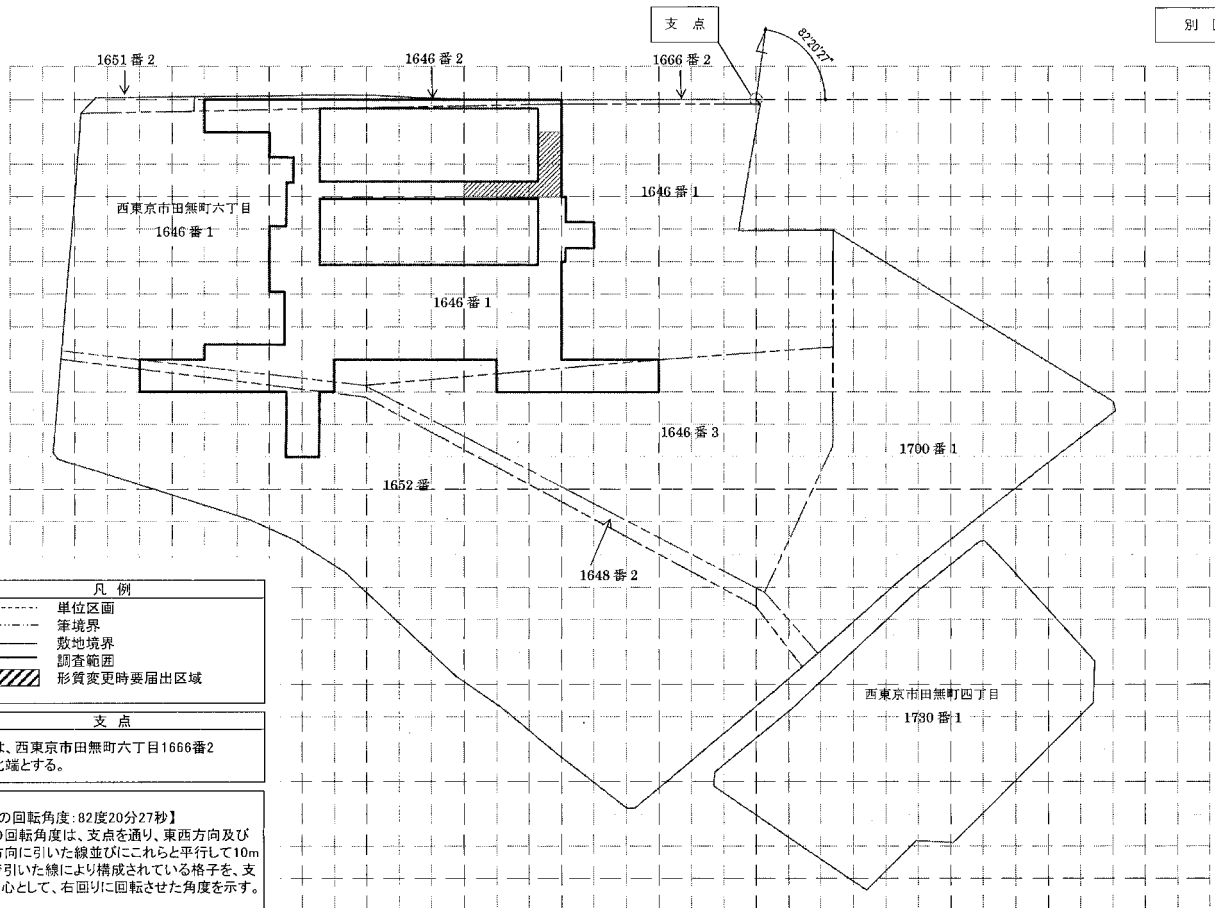 支 点
別
82°20'27"
1651番2
1646番2
1666番2
西東京市田無町六丁目
1646番1
1646番1
1646番1
1646番3
1700番1
1652番
1648番2
西東京市田無町四丁目
1730番1
凡 例
単位区画
筆境界
敷地境界
調査範囲
形質変更時要届出区域
支 点
は、西東京市田無町六丁目1666番2
端とする。
の回転角度:82度20分27秒】
回転角度は、支点を通り、東西方向及び
方向に引いた線並びにこれらと平行して10m
引いた線により構成されている格子を、支
心として、右回りに回転させた角度を示す。